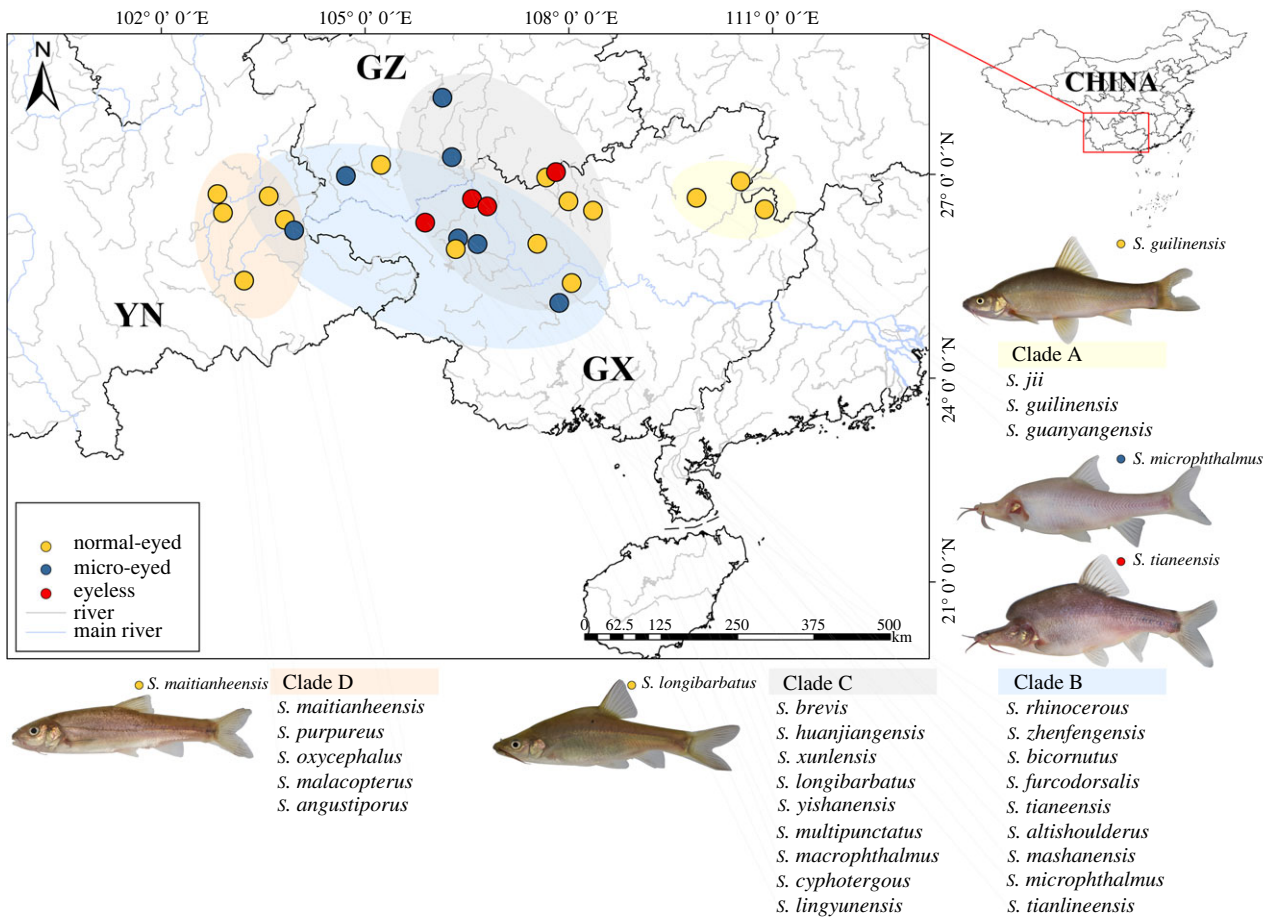 102°0′0′′E 105°0′0′′E 108°0′0′′E 111°0′0′′E
N
GZ
CHINA
27°0′0′′N
YN
GX
24°0′0′′N
21°0′0′′N
normal-eyed
micro-eyed
eyeless
river
main river
0 62.5 125 250 375 500
km
S. guilinensis
Clade A
S. jii
S. guilinensis
S. guanyangensis
S. microphthalmus
S. tianeensis
S. maitianheensis
Clade D
S. maitianheensis
S. purpureus
S. oxycephalus
S. malacopterus
S. angustiporus
S. longibarbatus
Clade C
S. brevis
S. huanjiangensis
S. xunlensis
S. longibarbatus
S. yishanensis
S. multipunctatus
S. macrophthalmus
S. cyphotergous
S. lingyunensis
Clade B
S. rhinocerous
S. zhenfengensis
S. bicornutus
S. furcodorsalis
S. tianeensis
S. altishoulderus
S. mashanensis
S. microphthalmus
S. tianlineensis